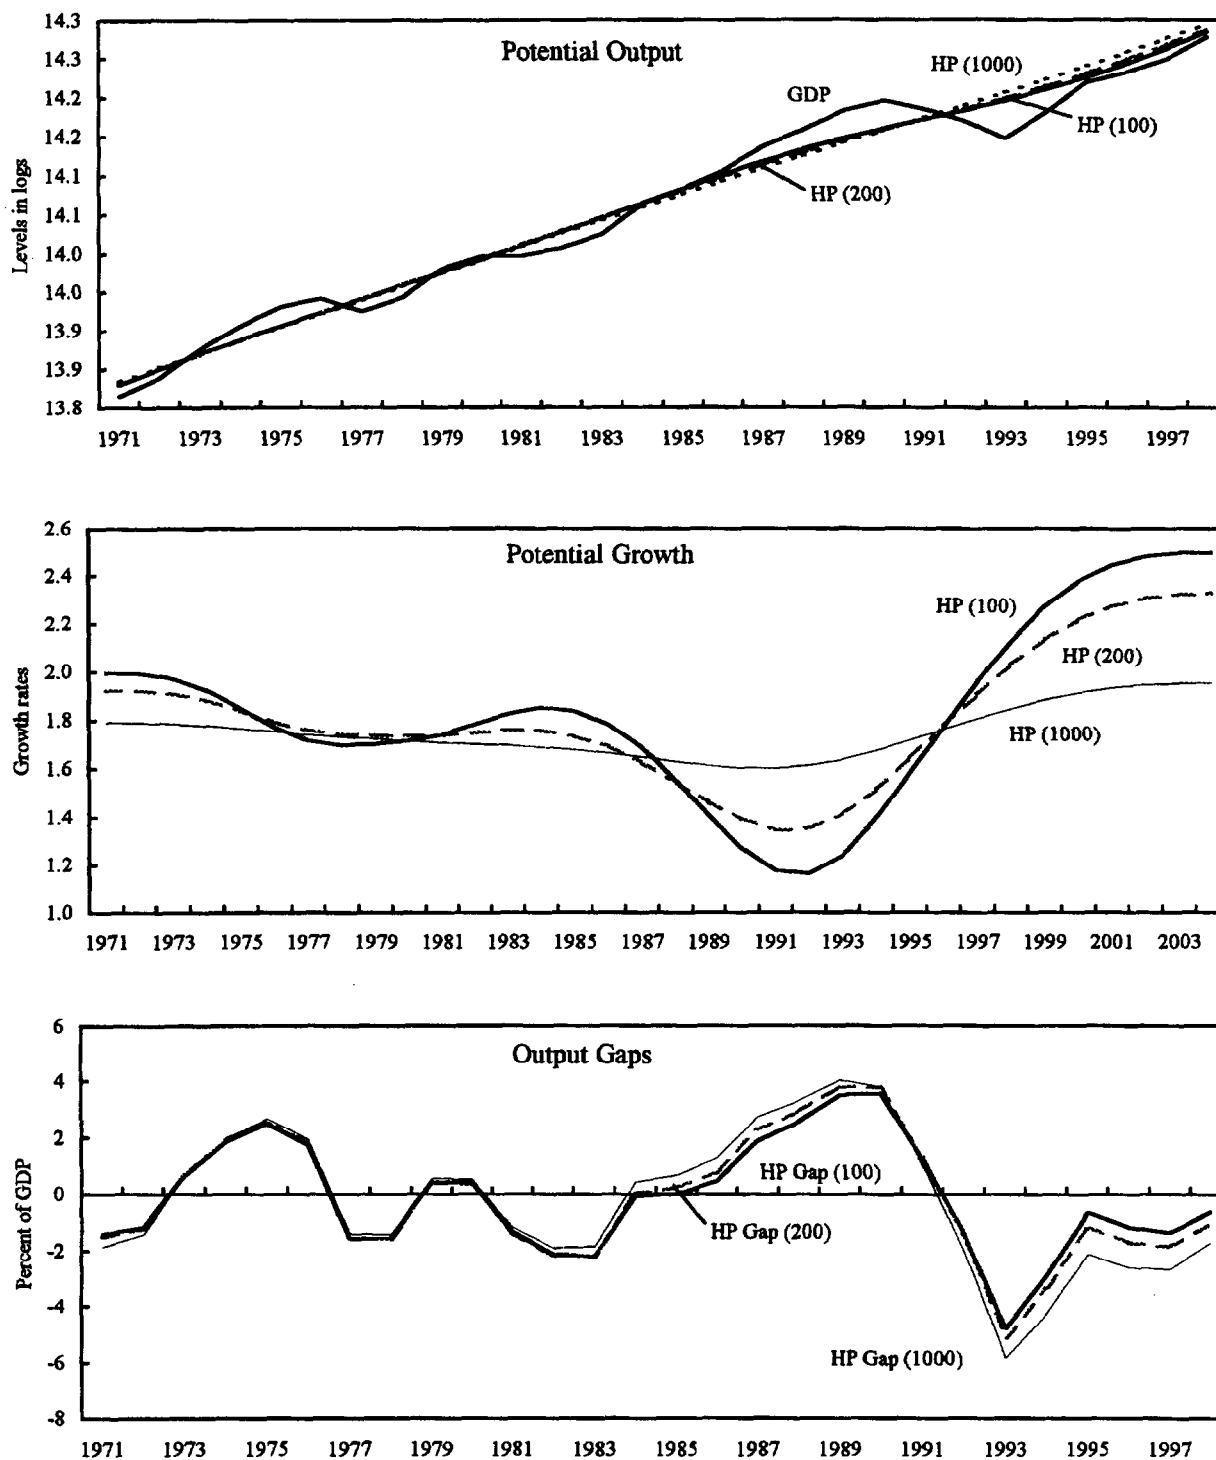 Potential Output
Levels in logs
14.3
14.3
14.2
14.2
14.1
14.1
14.0
14.0
13.9
13.9
13.8
GDP
HP (1000)
HP (100)
HP (200)
1971 1973 1975 1977 1979 1981 1983 1985 1987 1989 1991 1993 1995 1997
Potential Growth
Growth rates
2.6
2.4
2.2
2.0
1.8
1.6
1.4
1.2
1.0
HP (100)
HP (200)
HP (1000)
1971 1973 1975 1977 1979 1981 1983 1985 1987 1989 1991 1993 1995 1997 1999 2001 2003
Output Gaps
Percent of GDP
6
4
2
0
-2
-4
-6
-8
HP Gap (100)
HP Gap (200)
HP Gap (1000)
1971 1973 1975 1977 1979 1981 1983 1985 1987 1989 1991 1993 1995 1997